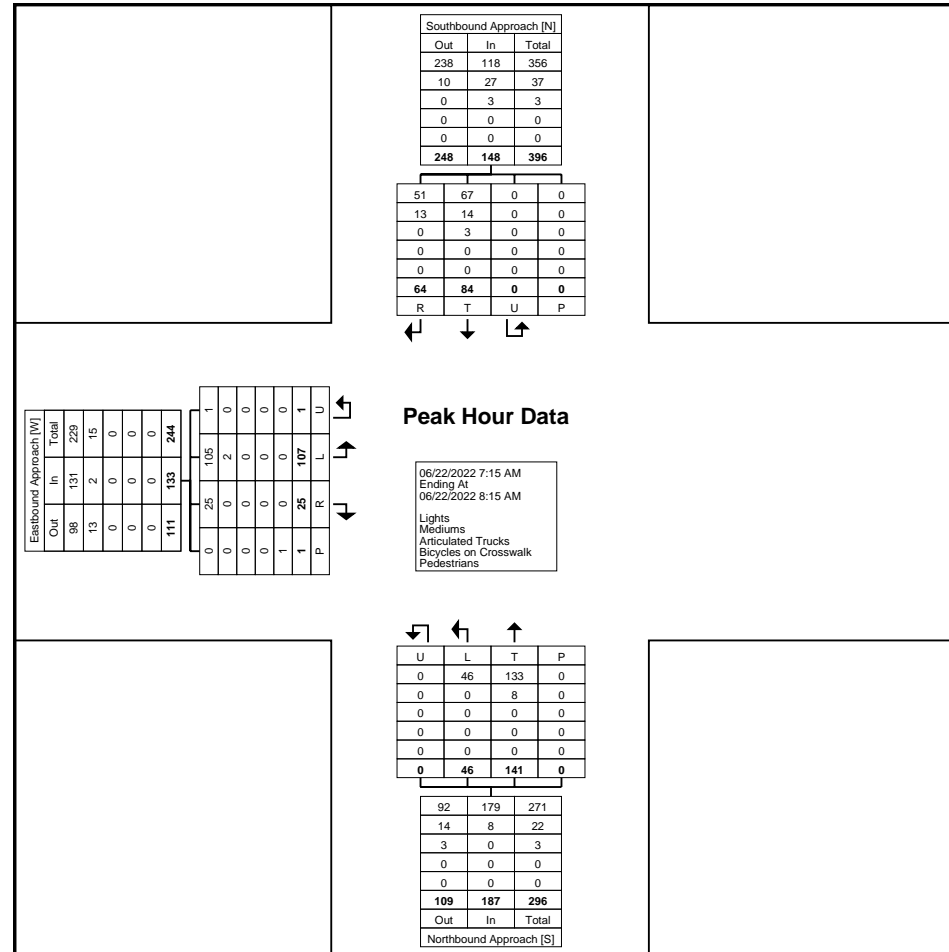 Southbound Approach [N]
Out In Total
238 118 356
10 27 37
0 3 3
0 0 0
0 0 0
248 148 396
51 67 0 0
13 14 0 0
0 3 0 0
0 0 0 0
0 0 0 0
64 84 0 0
R T U P
Eastbound Approach [W]
Out In Total
98 131 229
13 2 15
0 0 0
0 0 0
0 0 0
111 133 244
0 25 105 1
0 0 2 0
0 0 0 0
0 0 0 0
1 0 0 0
1 25 107 1
P R L U
Peak Hour Data
06/22/2022 7:15 AM
Ending At
06/22/2022 8:15 AM
Lights
Mediums
Articulated Trucks
Bicycles on Crosswalk
Pedestrians
U L T P
0 46 133 0
0 0 8 0
0 0 0 0
0 0 0 0
0 0 0 0
0 46 141 0
92 179 271
14 8 22
3 0 3
0 0 0
0 0 0
109 187 296
Out In Total
Northbound Approach [S]